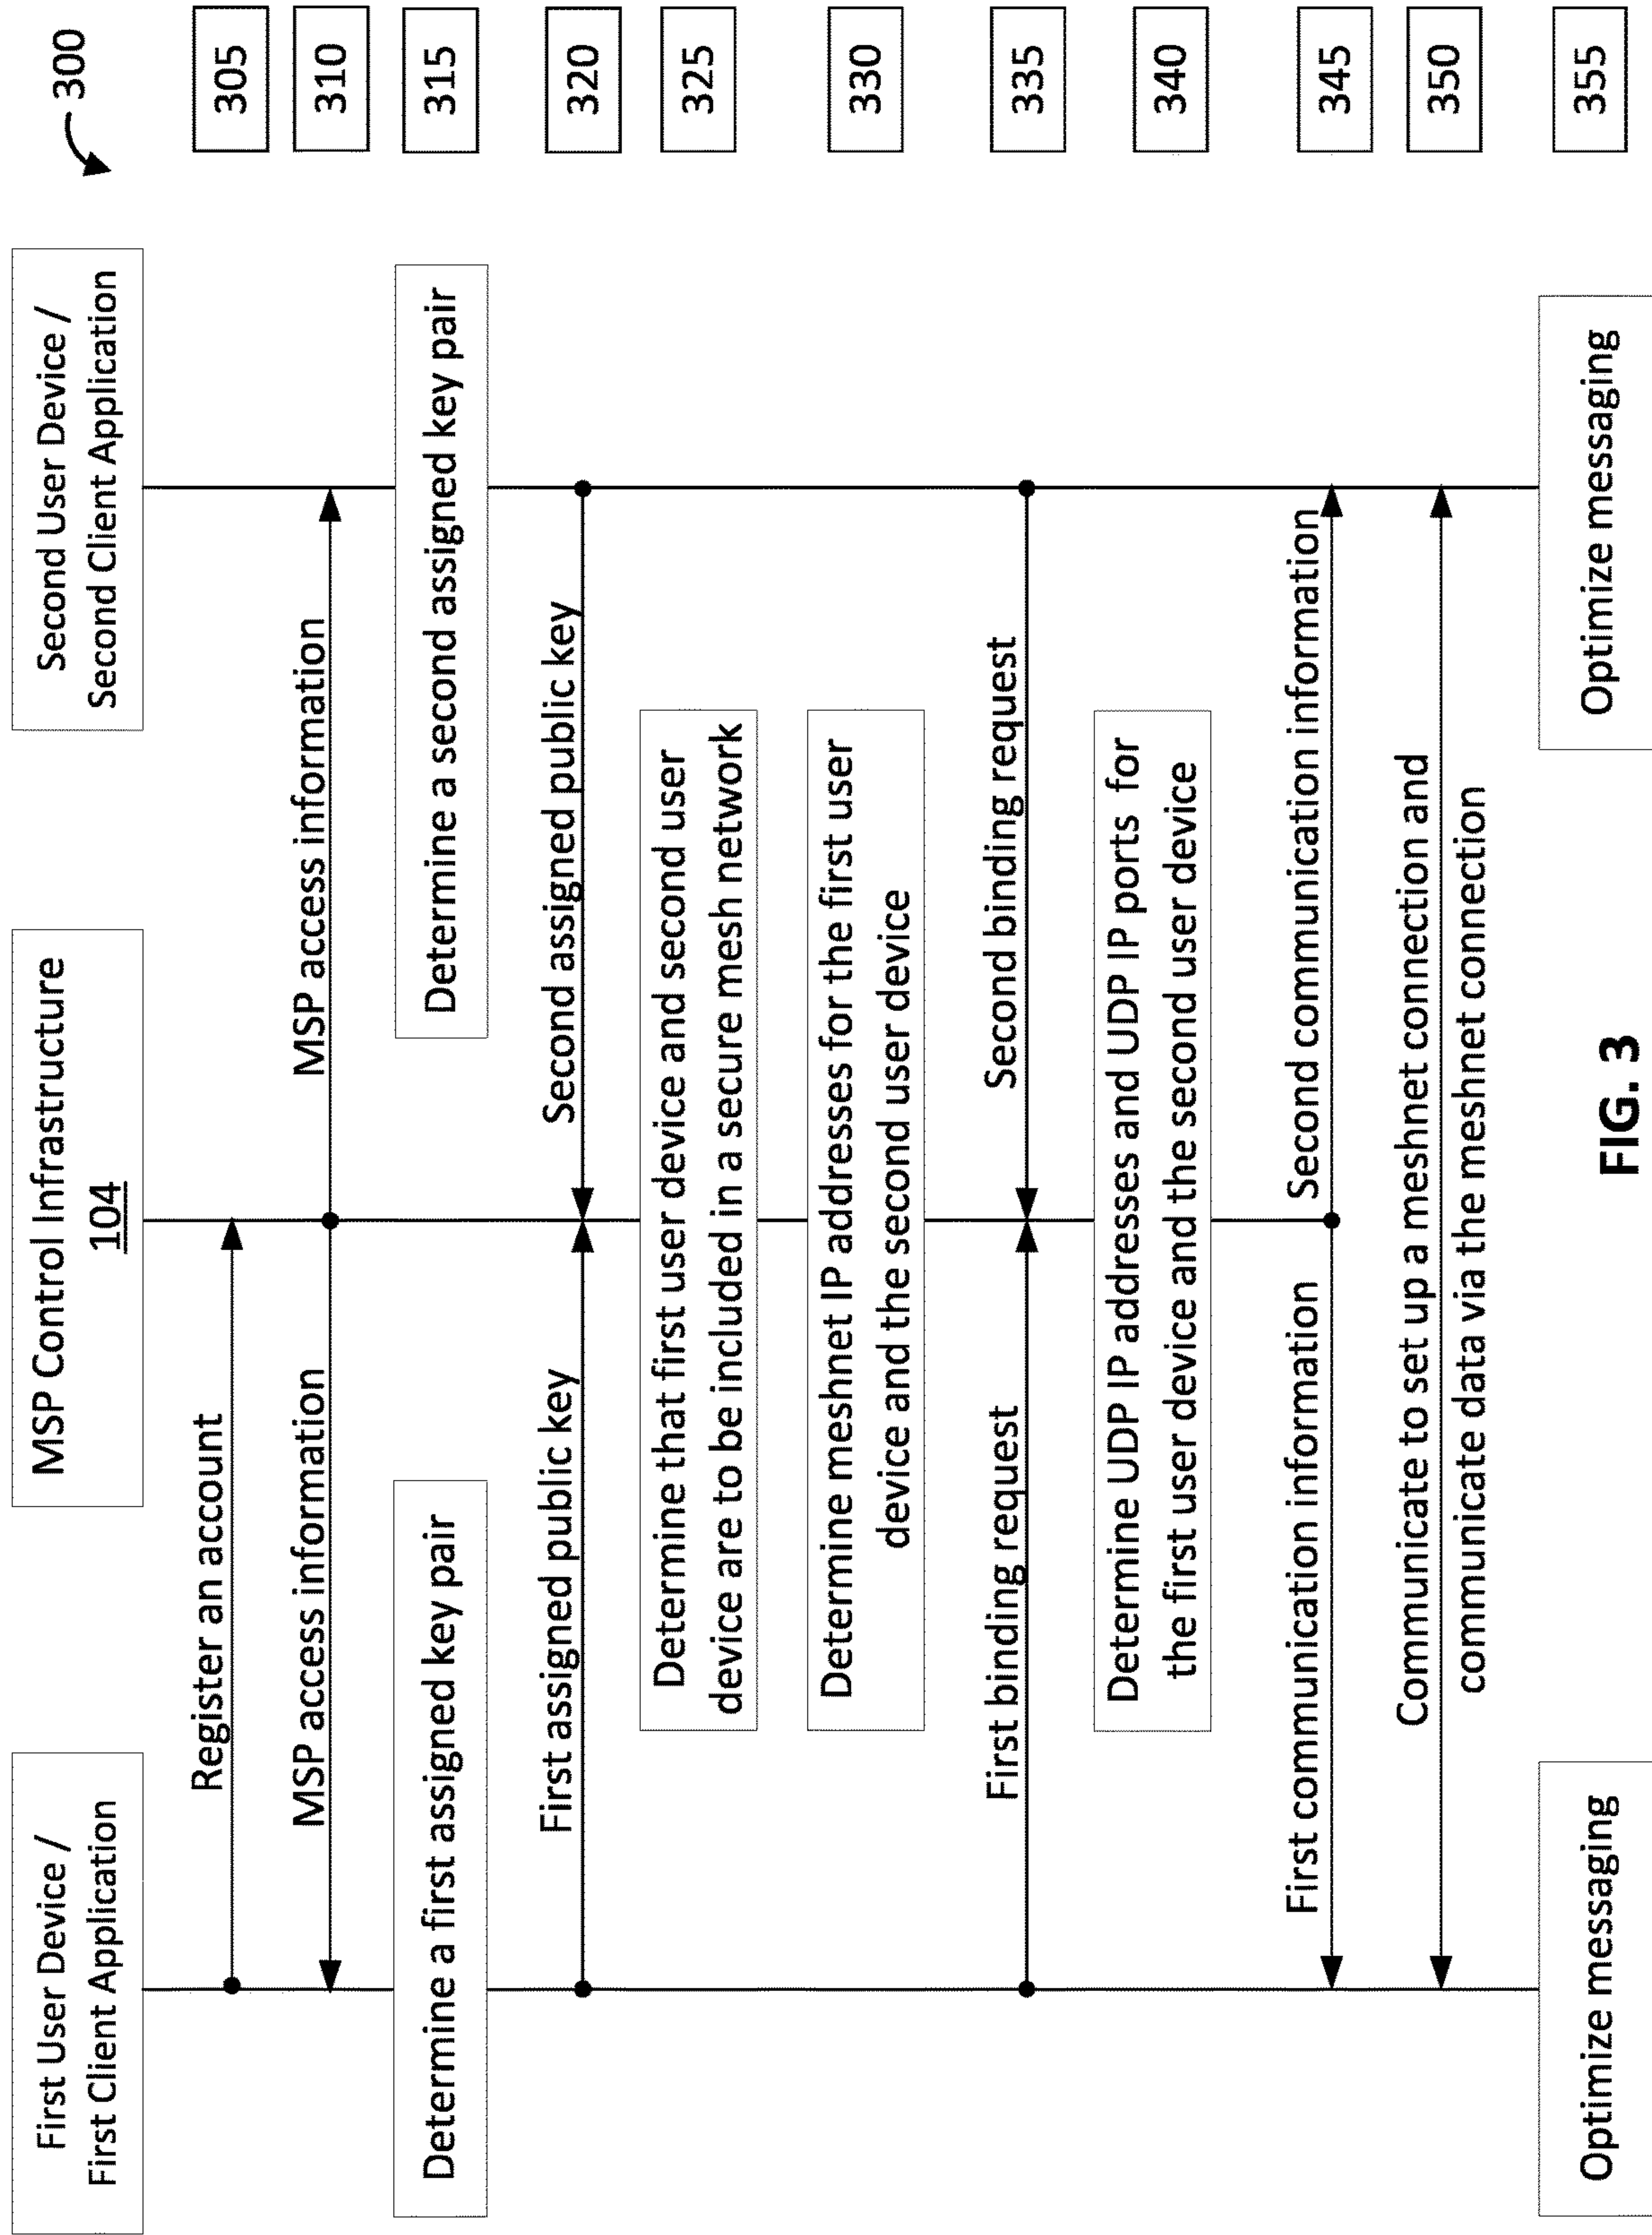 300
First User Device /
First Client Application
MSP Control Infrastructure
104
Second User Device /
Second Client Application
Register an account
305
MSP access information
MSP access information
310
Determine a first assigned key pair
Determine a second assigned key pair
315
First assigned public key
Second assigned public key
320
Determine that first user device and second user
device are to be included in a secure mesh network
325
Determine meshnet IP addresses for the first user
device and the second user device
330
First binding request
Second binding request
335
Determine UDP IP addresses and UDP IP ports for
the first user device and the second user device
340
First communication information
Second communication information
345
Communicate to set up a meshnet connection and
communicate data via the meshnet connection
350
Optimize messaging
Optimize messaging
355
FIG. 3